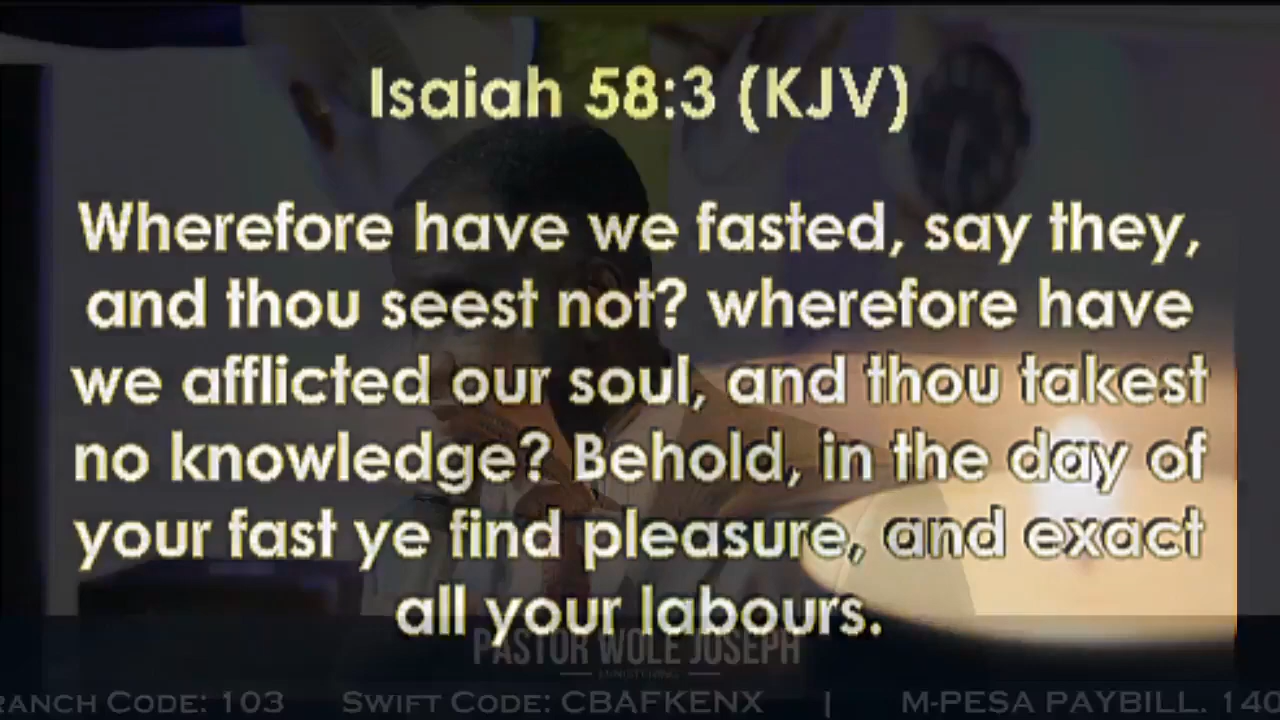 Isaiah 58:3 (KJV)
Wherefore have we fasted, say they,
and thou seest not? wherefore have
we afflicted our soul, and thou takest
no knowledge? Behold, in the day of
your fast ye find pleasure, and exact
all your labours.
PASTOR WOLE JOSEPH
MINISTERING
RANCH CODE: 103 SWIFT CODE: CBAFKENX | M-PESA PAYBILL. 140